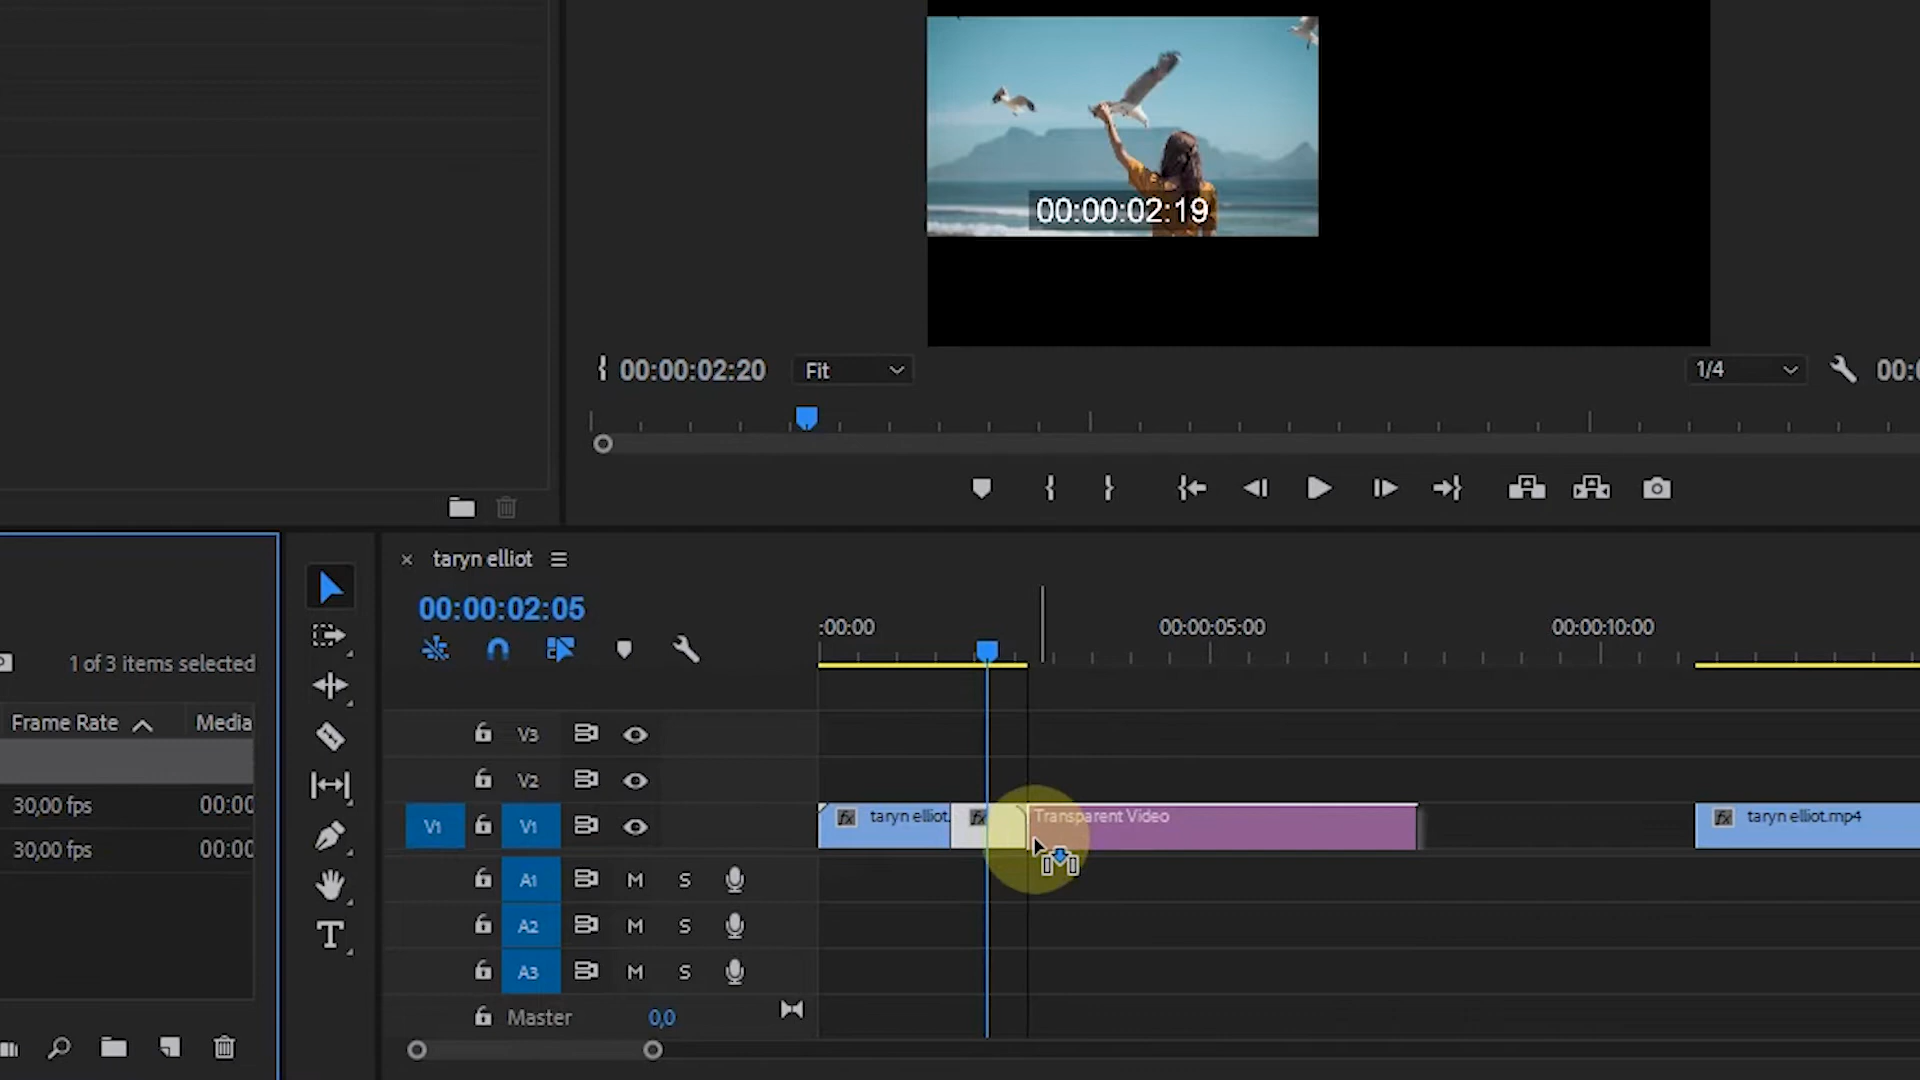 00:00:02:19
00:00:02:20
Fit
1/4
00:
taryn elliot
00:00:02:05
:00:00
00:00:05:00
00:00:10:00
1 of 3 items selected
Frame Rate
Media
30,00 fps
00:00
30,00 fps
00:00
V3
V2
V1
V1
fx
taryn elliot.
fx
Transparent Video
fx
taryn elliot.mp4
A1
M
S
A2
M
S
A3
M
S
Master
0,0
T